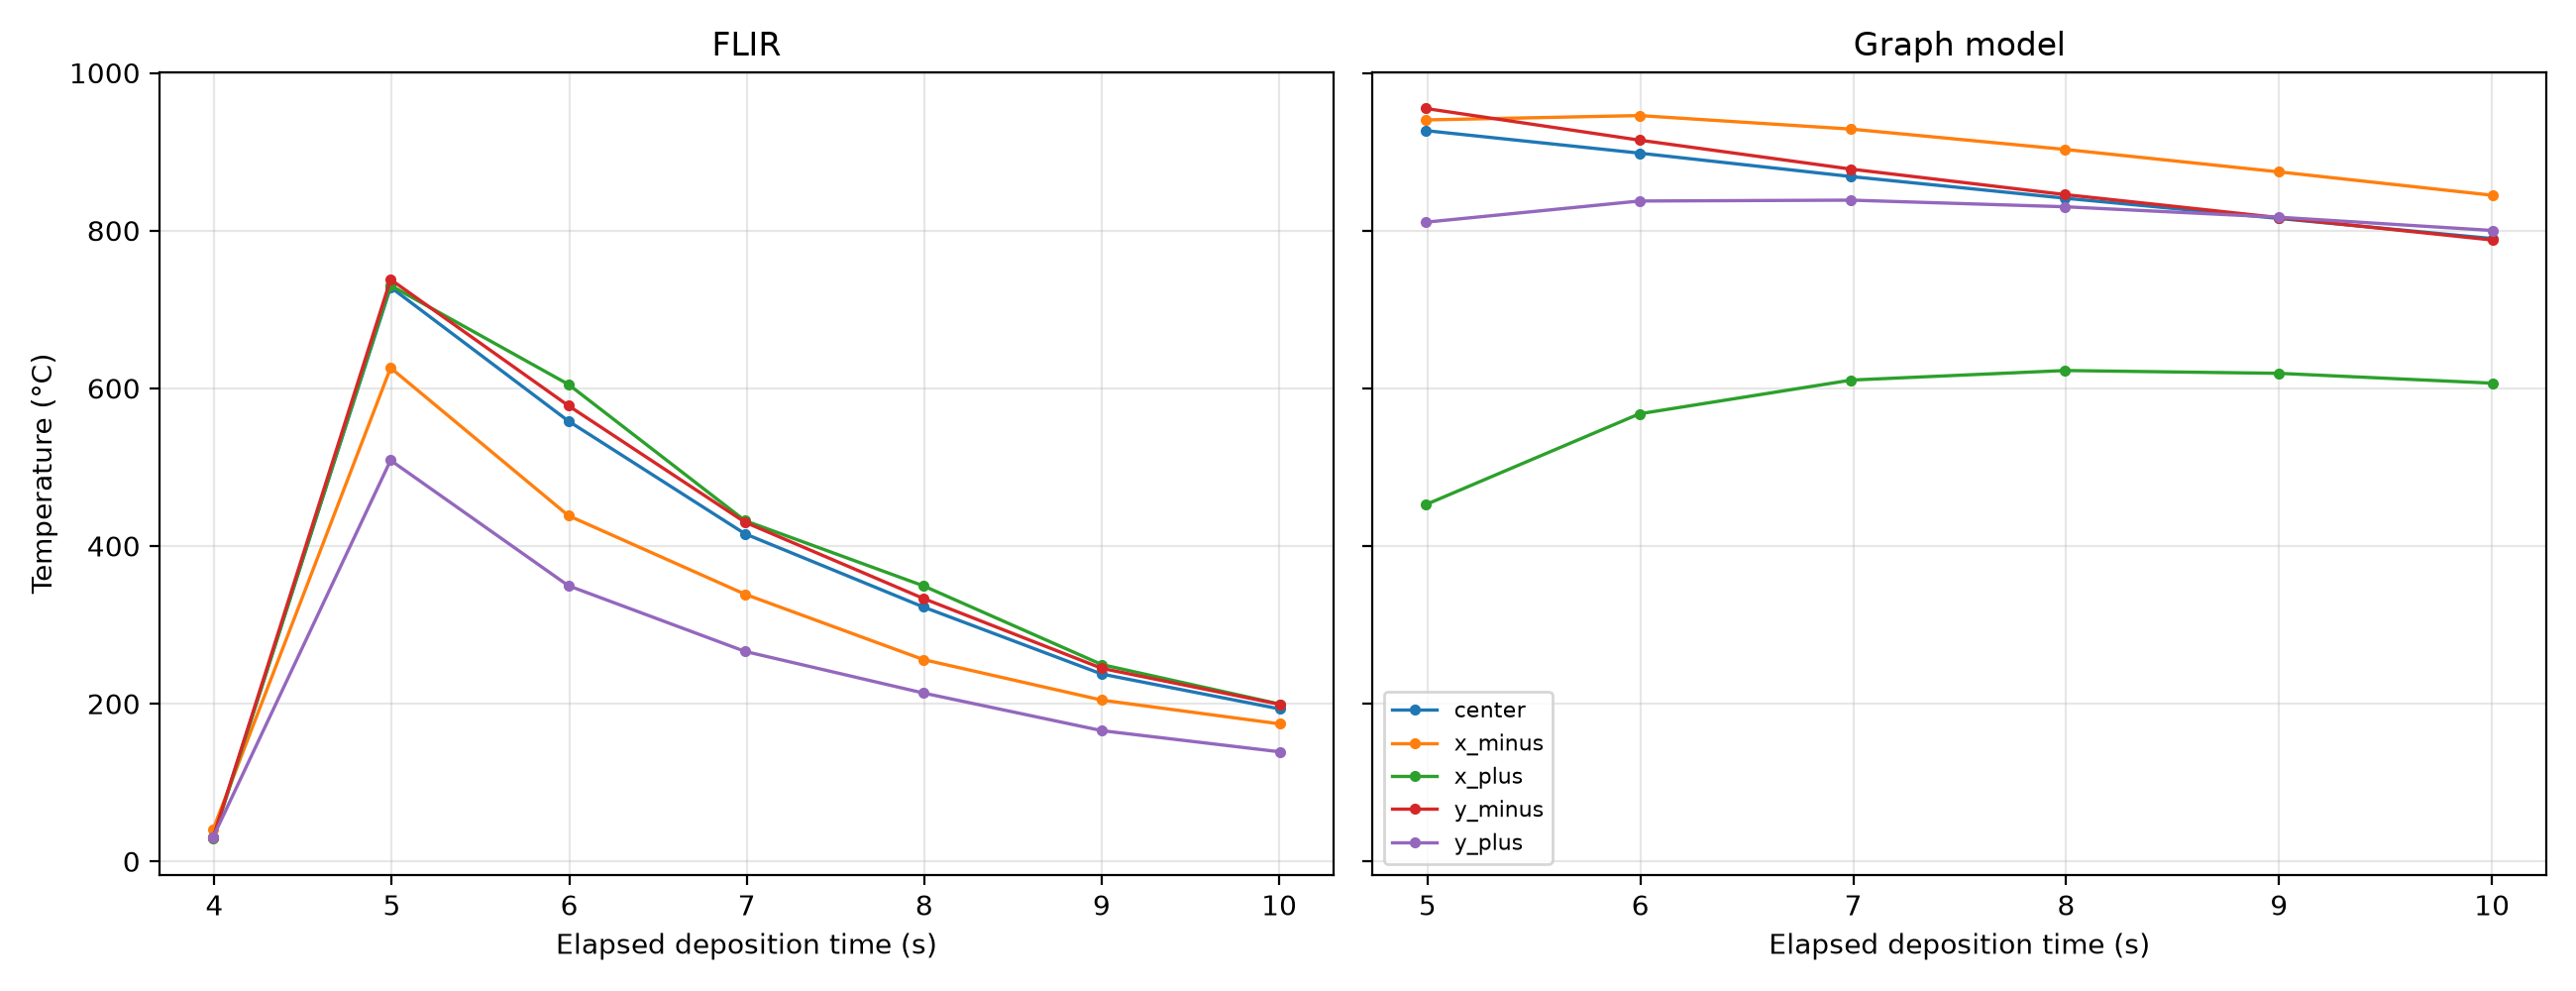 FLIR
Graph model
1000
800
600
400
200
0
Temperature (°C)
4 5 6 7 8 9 10
5 6 7 8 9 10
Elapsed deposition time (s)
Elapsed deposition time (s)
center
x_minus
x_plus
y_minus
y_plus